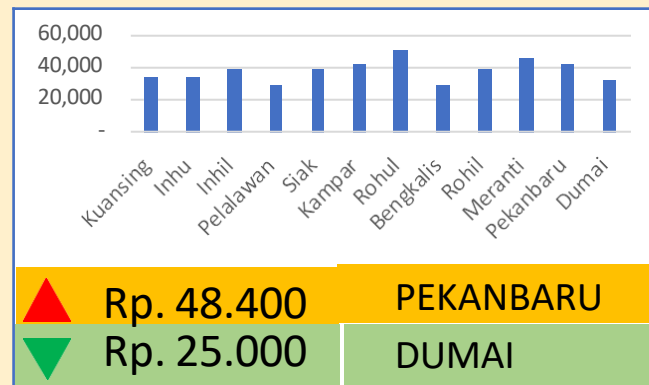 60,000
40,000
20,000
-
Kuansing
Inhu
Inhil
Pelalawan
Siak
Kampar
Rohul
Bengkalis
Rohil
Meranti
Pekanbaru
Dumai
Rp. 48.400 PEKANBARU
Rp. 25.000 DUMAI